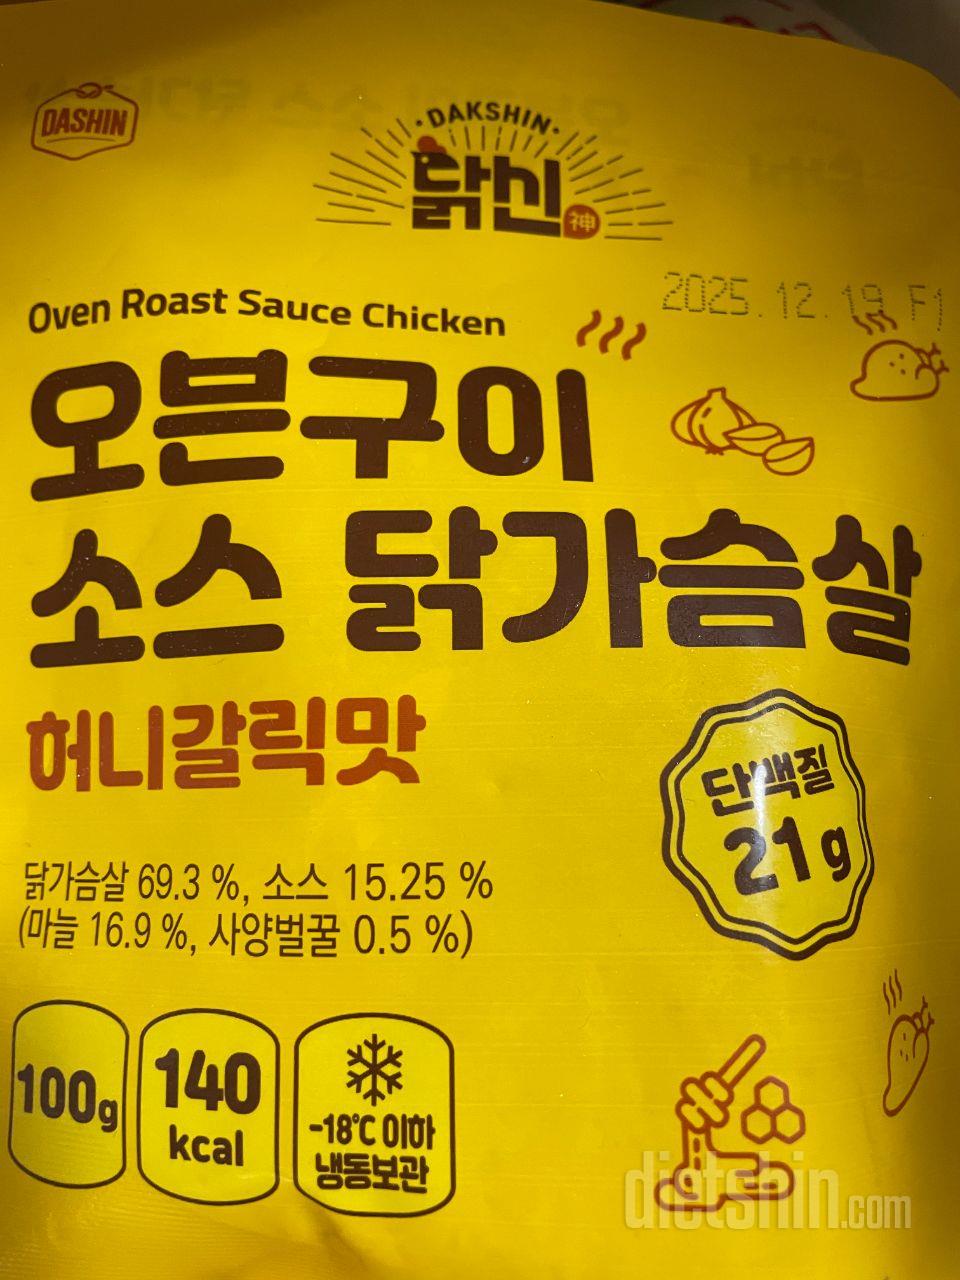 DASHIN
·DAKSHIN·
닭신
神
2025.12.19 F1
Oven Roast Sauce Chicken
오븐구이
소스 닭가슴살
허니갈릭맛
단백질
21g
닭가슴살 69.3 %, 소스 15.25 %
(마늘 16.9 %, 사양벌꿀 0.5 %)
100g
140
kcal
-18℃ 이하
냉동보관
dietshin.com